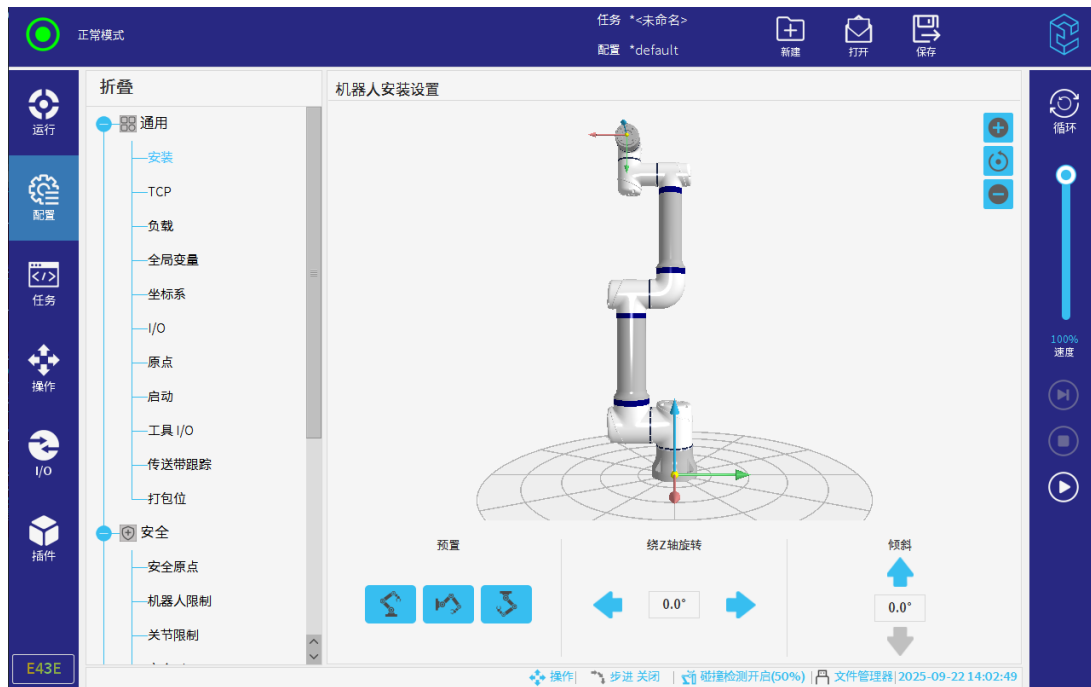 正常模式
任务 *<未命名>
配置 *default
新建
打开
保存
运行
配置
任务
操作
I/O
插件
E43E
折叠
通用
安装
TCP
负载
全局变量
坐标系
I/O
原点
启动
工具 I/O
传送带跟踪
打包位
安全
安全原点
机器人限制
关节限制
机器人安装设置
预置
绕Z轴旋转
0.0°
倾斜
0.0°
循环
100%
速度
操作| 步进 关闭 | 碰撞检测开启(50%) | 文件管理器|2025-09-22 14:02:49